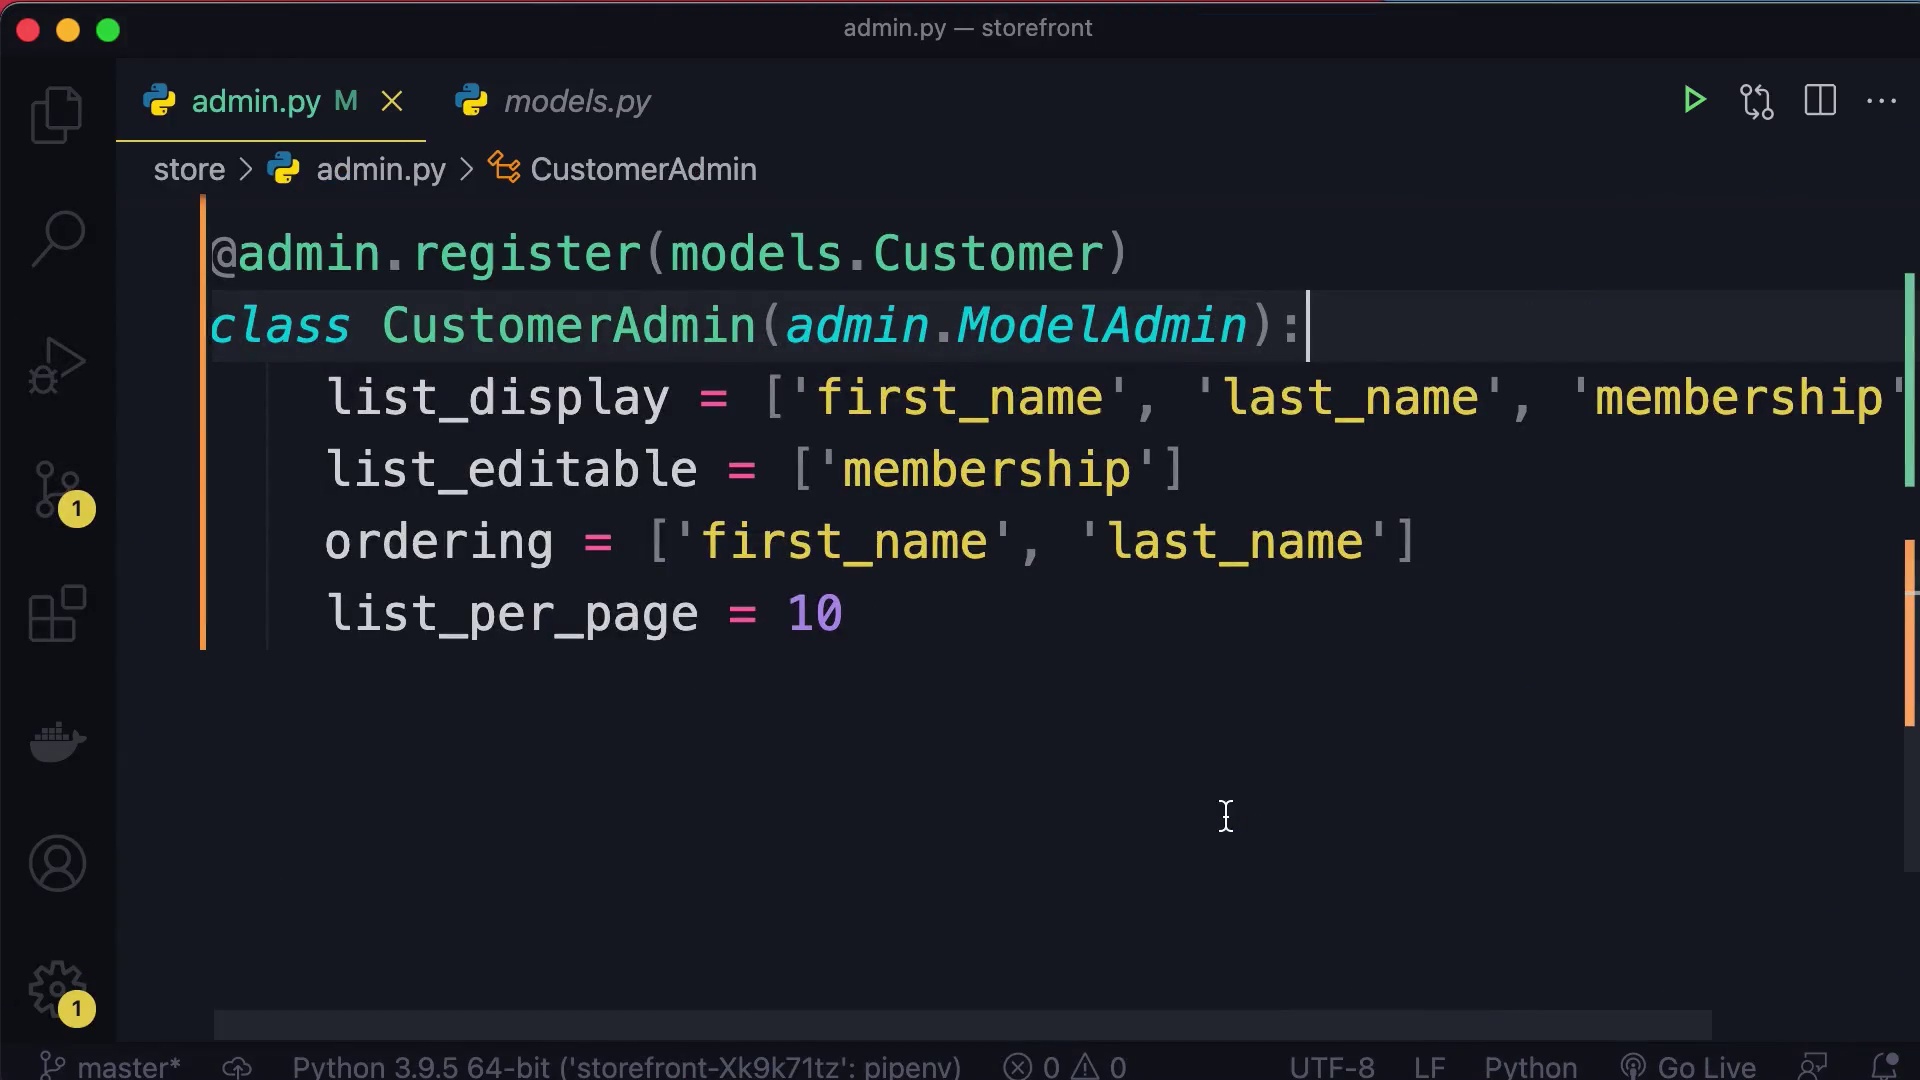 admin.py — storefront
admin.py M models.py
store > admin.py > CustomerAdmin
@admin.register(models.Customer)
class CustomerAdmin(admin.ModelAdmin):
list_display = ['first_name', 'last_name', 'membership'
list_editable = ['membership']
ordering = ['first_name', 'last_name']
list_per_page = 10
1
1
master* Python 3.9.5 64-bit ('storefront-Xk9k71tz': pipenv) 0 0 UTF-8 LF Python Go Live